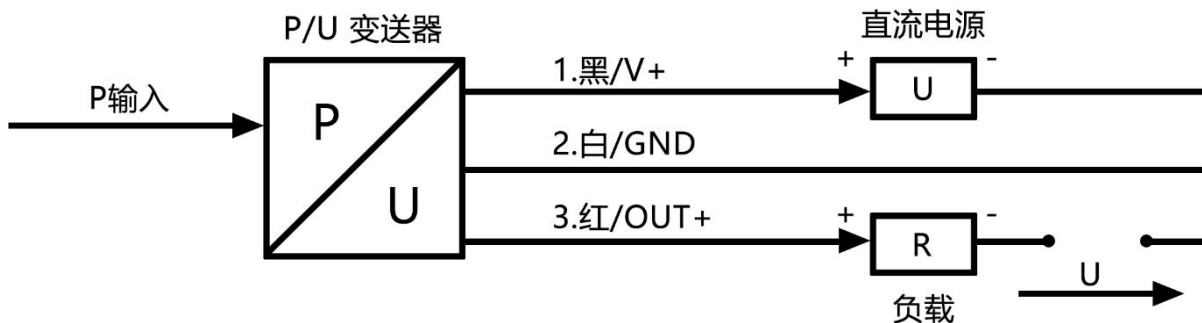 P/U 变送器
直流电源
P输入
P
U
1.黑/V+
+
U
-
2.白/GND
3.红/OUT+
+
R
-
U
负载